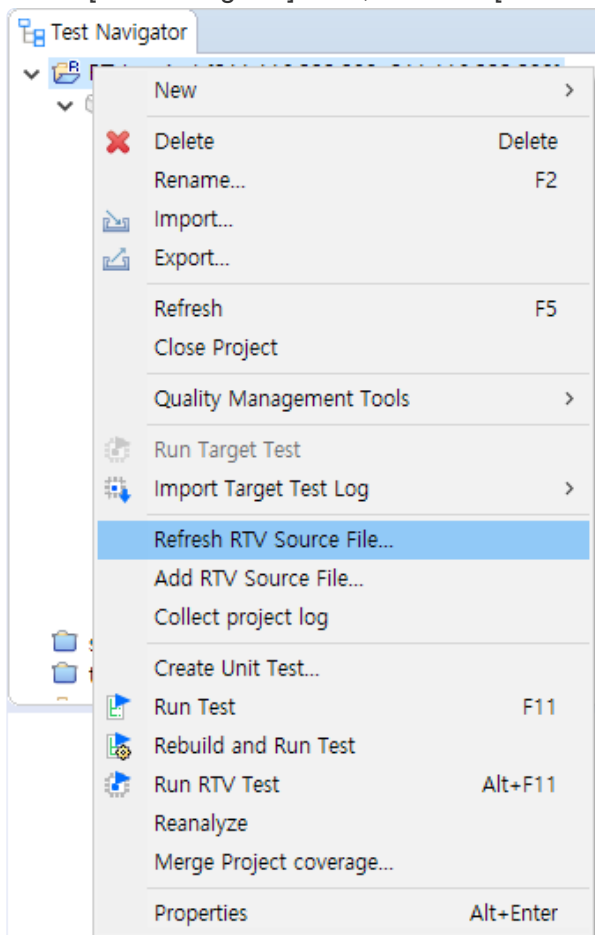 Test Navigator
New
Delete Delete
Rename... F2
Import...
Export...
Refresh F5
Close Project
Quality Management Tools
Run Target Test
Import Target Test Log
Refresh RTV Source File...
Add RTV Source File...
Collect project log
Create Unit Test...
Run Test F11
Rebuild and Run Test
Run RTV Test Alt+F11
Reanalyze
Merge Project coverage...
Properties Alt+Enter